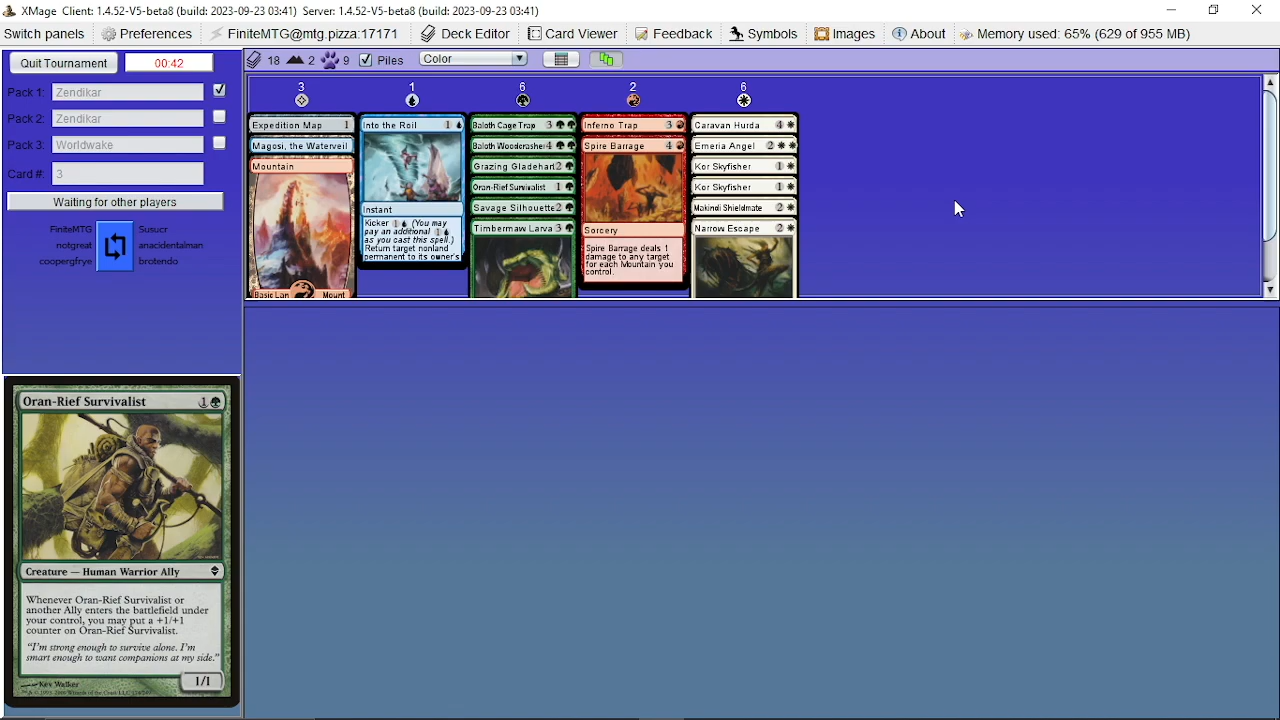 XMage Client: 1.4.52-V5-beta8 (build: 2023-09-23 03:41) Server: 1.4.52-V5-beta8 (build: 2023-09-23 03:41)
Switch panels Preferences FiniteMTG@mtg.pizza:17171 Deck Editor Card Viewer Feedback Symbols Images About Memory used: 65% (629 of 955 MB)
Quit Tournament 00:42
18 2 9 Piles Color
Pack 1: Zendikar
Pack 2: Zendikar
Pack 3: Worldwake
Card #: 3
Waiting for other players
FiniteMTG Susucr
notgreat anacidentalman
coopergfrye brotendo
3 1 6 2 6
Expedition Map 1
Magosi, the Waterveil
Mountain
Basic Lan Mount
Into the Roil 1
Instant
Kicker 1 (You may
pay an additional 1
as you cast this spell.)
Return target nonland
permanent to its owner's
Baloth Cage Trap 3
Baloth Woodcrasher 4
Grazing Gladehart 2
Oran-Rief Survivalist 1
Savage Silhouette 2
Timbermaw Larva 3
Inferno Trap 3
Spire Barrage 4
Sorcery
Spire Barrage deals 1
damage to any target
for each Mountain you
control.
Caravan Hurda 4
Emeria Angel 2
Kor Skyfisher 1
Kor Skyfisher 1
Makindi Shieldmate 2
Narrow Escape 2
Oran-Rief Survivalist 1
Creature — Human Warrior Ally
Whenever Oran-Rief Survivalist or
another Ally enters the battlefield under
your control, you may put a +1/+1
counter on Oran-Rief Survivalist.
"I'm strong enough to survive alone. I'm
smart enough to want companions at my side."
Kev Walker
1/1